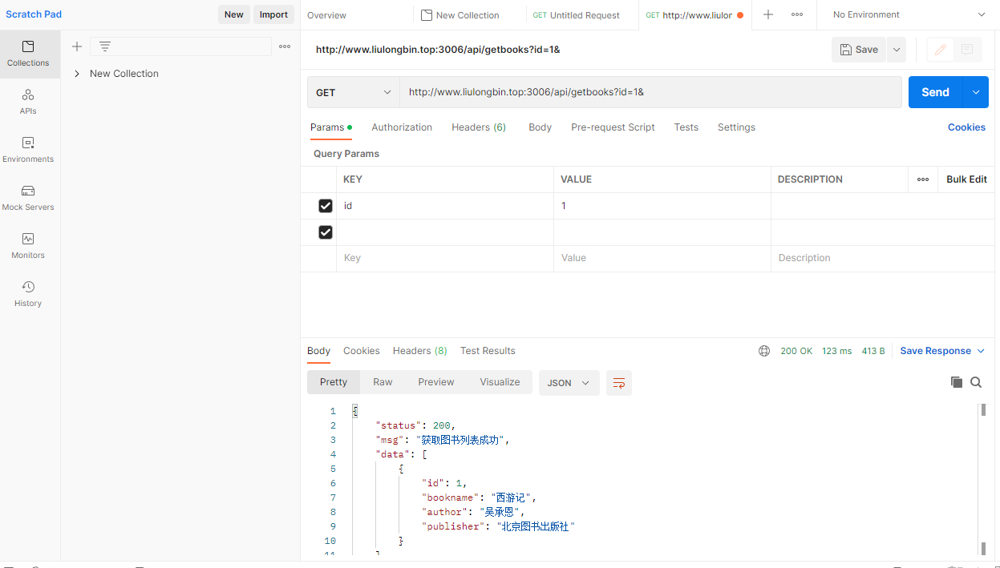 Scratch Pad
New
Import
Overview
New Collection
GET Untitled Request
GET http://www.liulor
No Environment
Collections
APIs
Environments
Mock Servers
Monitors
History
New Collection
http://www.liulongbin.top:3006/api/getbooks?id=1&
Save
GET
http://www.liulongbin.top:3006/api/getbooks?id=1&
Send
Params
Authorization
Headers (6)
Body
Pre-request Script
Tests
Settings
Cookies
Query Params
KEY
VALUE
DESCRIPTION
Bulk Edit
id
1
Key
Value
Description
Body
Cookies
Headers (8)
Test Results
200 OK
123 ms
413 B
Save Response
Pretty
Raw
Preview
Visualize
JSON
1 {
2 "status": 200,
3 "msg": "获取图书列表成功",
4 "data": [
5 {
6 "id": 1,
7 "bookname": "西游记",
8 "author": "吴承恩",
9 "publisher": "北京图书出版社"
10 }
11 ]